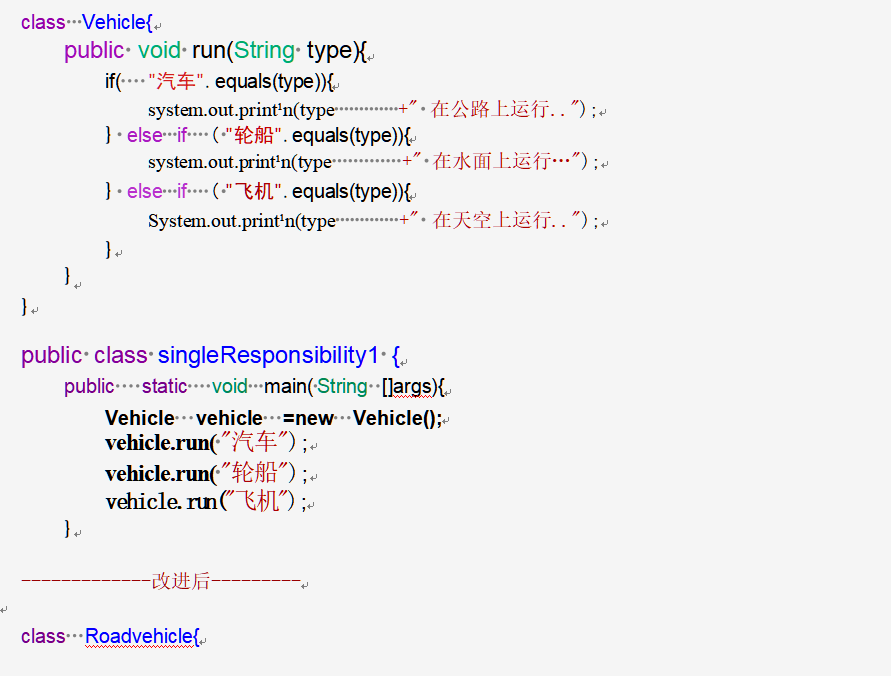 class Vehicle{
public void run(String type){
if( "汽车". equals(type)){
system.out.print¹n(type +" 在公路上运行. . ") ;
} else if ( "轮船". equals(type)){
system.out.print¹n(type +" 在水面上运行…") ;
} else if ( "飞机". equals(type)){
System.out.print¹n(type +" 在天空上运行. . ") ;
}
}
}
public class singleResponsibility1 {
public static void main( String []args){
Vehicle vehicle =new Vehicle();
vehicle.run( "汽车") ;
vehicle.run( "轮船") ;
vehicle. run("飞机") ;
}
-------------改进后---------
class Roadvehicle{